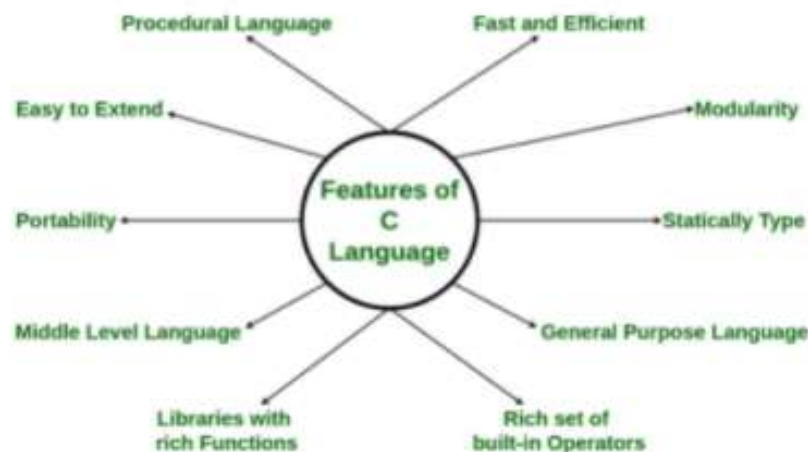 Procedural Language
Fast and Efficient
Easy to Extend
Modularity
Features of
C
Language
Portability
Statically Type
Middle Level Language
General Purpose Language
Libraries with
rich Functions
Rich set of
built-in Operators